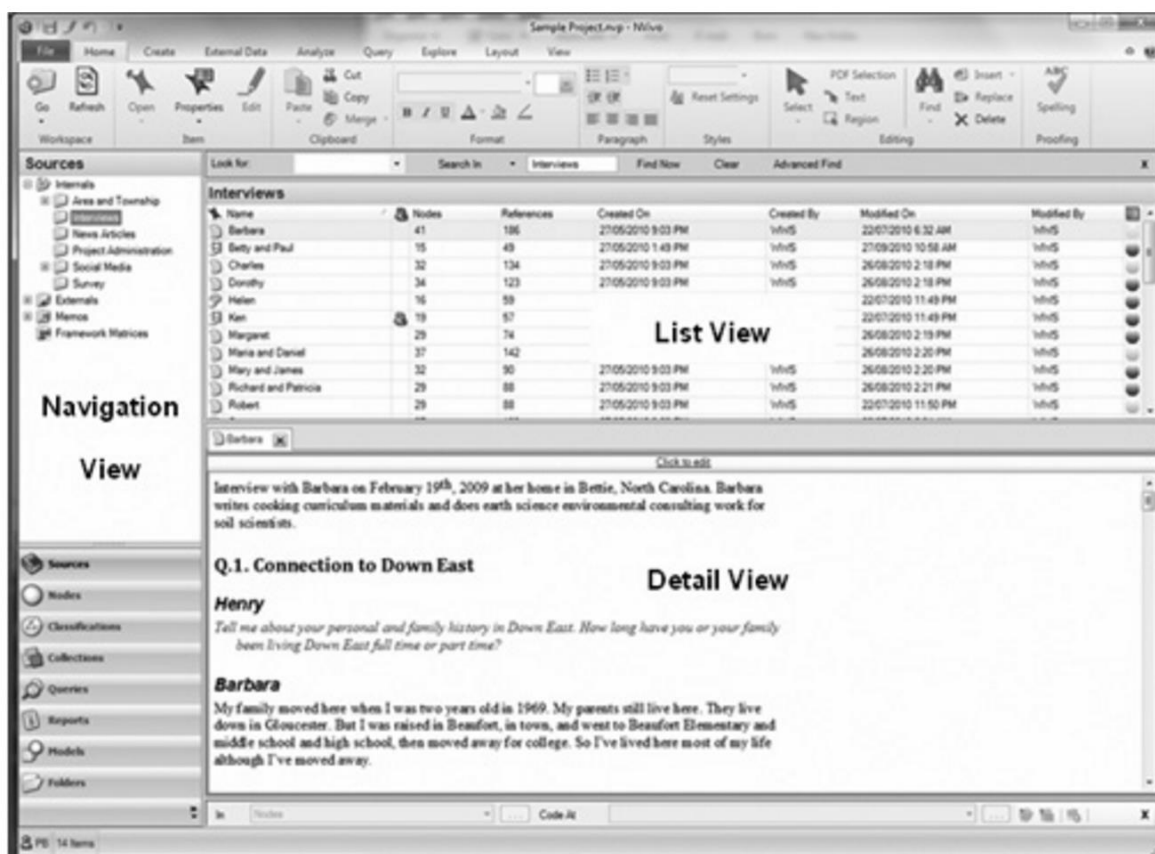 Sample Project.nvp - NVivo
File Home Create External Data Analyze Query Explore Layout View
Go Refresh Open Properties Edit Paste Cut Copy Merge B I U Reset Settings Select PDF Selection Text Region Find Insert Replace Delete ABC Spelling
Workspace Item Clipboard Format Paragraph Styles Editing Proofing
Sources
Internals
Area and Township
Interviews
News Articles
Project Administration
Social Media
Survey
Externals
Memos
Framework Matrices
Navigation
View
Sources
Nodes
Classifications
Collections
Queries
Reports
Models
Folders
Look for: Search In Interviews Find Now Clear Advanced Find X
Interviews
Name Nodes References Created On Created By Modified On Modified By
Barbara 41 186 27/05/2010 9:03 PM WWS 22/07/2010 6:32 AM WWS
Betty and Paul 15 49 27/05/2010 1:49 PM WWS 27/09/2010 10:58 AM WWS
Charles 32 134 27/05/2010 9:03 PM WWS 26/08/2010 2:18 PM WWS
Dorothy 34 123 27/05/2010 9:03 PM WWS 26/08/2010 2:18 PM WWS
Helen 16 59 22/07/2010 11:49 PM WWS
Ken 19 57 22/07/2010 11:49 PM WWS
Margaret 29 74 26/08/2010 2:19 PM WWS
Maria and Daniel 37 142 26/08/2010 2:20 PM WWS
Mary and James 32 90 27/05/2010 9:03 PM WWS 26/08/2010 2:20 PM WWS
Richard and Patricia 29 88 27/05/2010 9:03 PM WWS 26/08/2010 2:21 PM WWS
Robert 29 88 27/05/2010 9:03 PM WWS 22/07/2010 11:50 PM WWS
List View
Barbara
Click to edit
Interview with Barbara on February 19th, 2009 at her home in Bettie, North Carolina. Barbara
writes cooking curriculum materials and does earth science environmental consulting work for
soil scientists.
Q.1. Connection to Down East
Detail View
Henry
Tell me about your personal and family history in Down East. How long have you or your family
been living Down East full time or part time?
Barbara
My family moved here when I was two years old in 1969. My parents still live here. They live
down in Gloucester. But I was raised in Beaufort, in town, and went to Beaufort Elementary and
middle school and high school, then moved away for college. So I've lived here most of my life
although I've moved away.
In Nodes ... Code At ... X
PB 14 Items